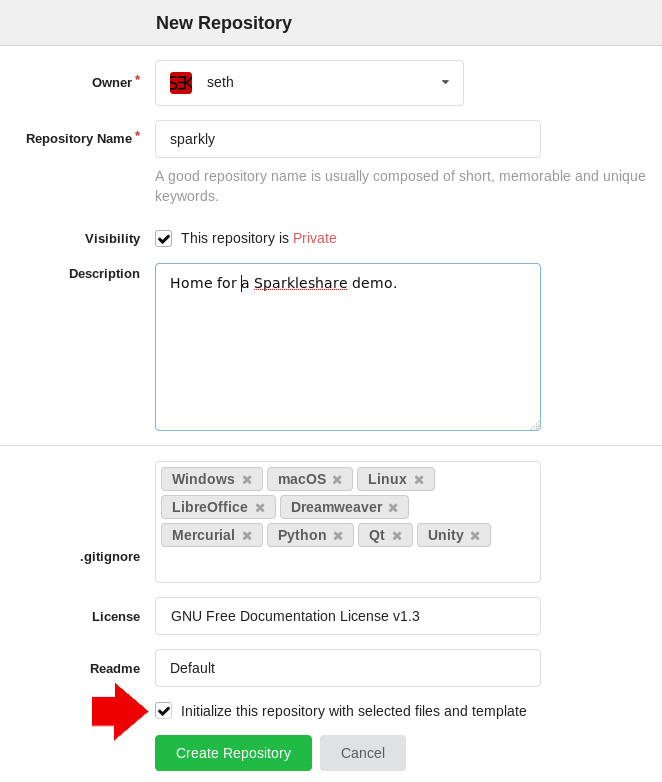 New Repository
Owner *
SEK
seth
Repository Name *
sparkly
A good repository name is usually composed of short, memorable and unique
keywords.
Visibility
This repository is Private
Description
Home for a Sparkleshare demo.
Windows ✖ macOS ✖ Linux ✖
LibreOffice ✖ Dreamweaver ✖
Mercurial ✖ Python ✖ Qt ✖ Unity ✖
.gitignore
License
GNU Free Documentation License v1.3
Readme
Default
Initialize this repository with selected files and template
Create Repository
Cancel